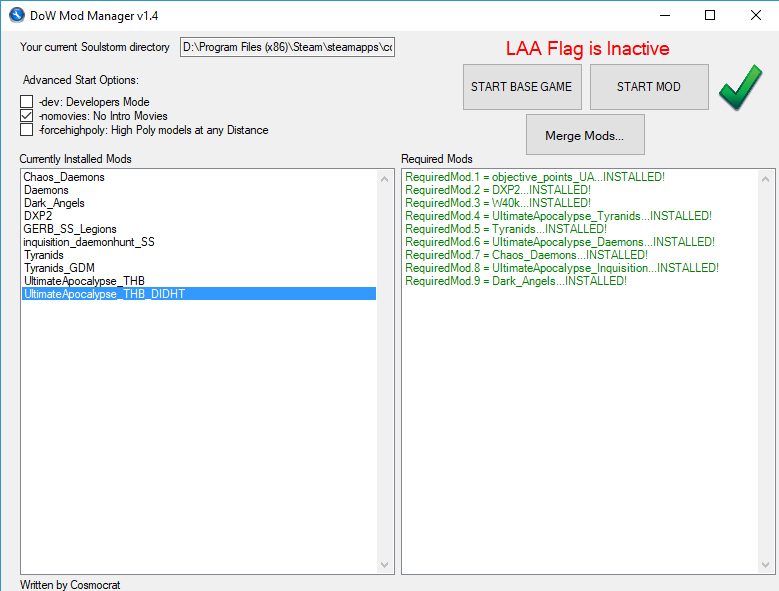 DoW Mod Manager v1.4
Your current Soulstorm directory
D:\Program Files (x86)\Steam\steamapps\co
LAA Flag is Inactive
Advanced Start Options:
START BASE GAME
START MOD
-dev: Developers Mode
-nomovies: No Intro Movies
-forcehighpoly: High Poly models at any Distance
Merge Mods...
Currently Installed Mods
Chaos_Daemons
Daemons
Dark_Angels
DXP2
GERB_SS_Legions
inquisition_daemonhunt_SS
Tyranids
Tyranids_GDM
UltimateApocalypse_THB
UltimateApocalypse_THB_DIDHT
Required Mods
RequiredMod.1 = objective_points_UA...INSTALLED!
RequiredMod.2 = DXP2...INSTALLED!
RequiredMod.3 = W40k...INSTALLED!
RequiredMod.4 = UltimateApocalypse_Tyranids...INSTALLED!
RequiredMod.5 = Tyranids...INSTALLED!
RequiredMod.6 = UltimateApocalypse_Daemons...INSTALLED!
RequiredMod.7 = Chaos_Daemons...INSTALLED!
RequiredMod.8 = UltimateApocalypse_Inquisition...INSTALLED!
RequiredMod.9 = Dark_Angels...INSTALLED!
Written by Cosmocrat